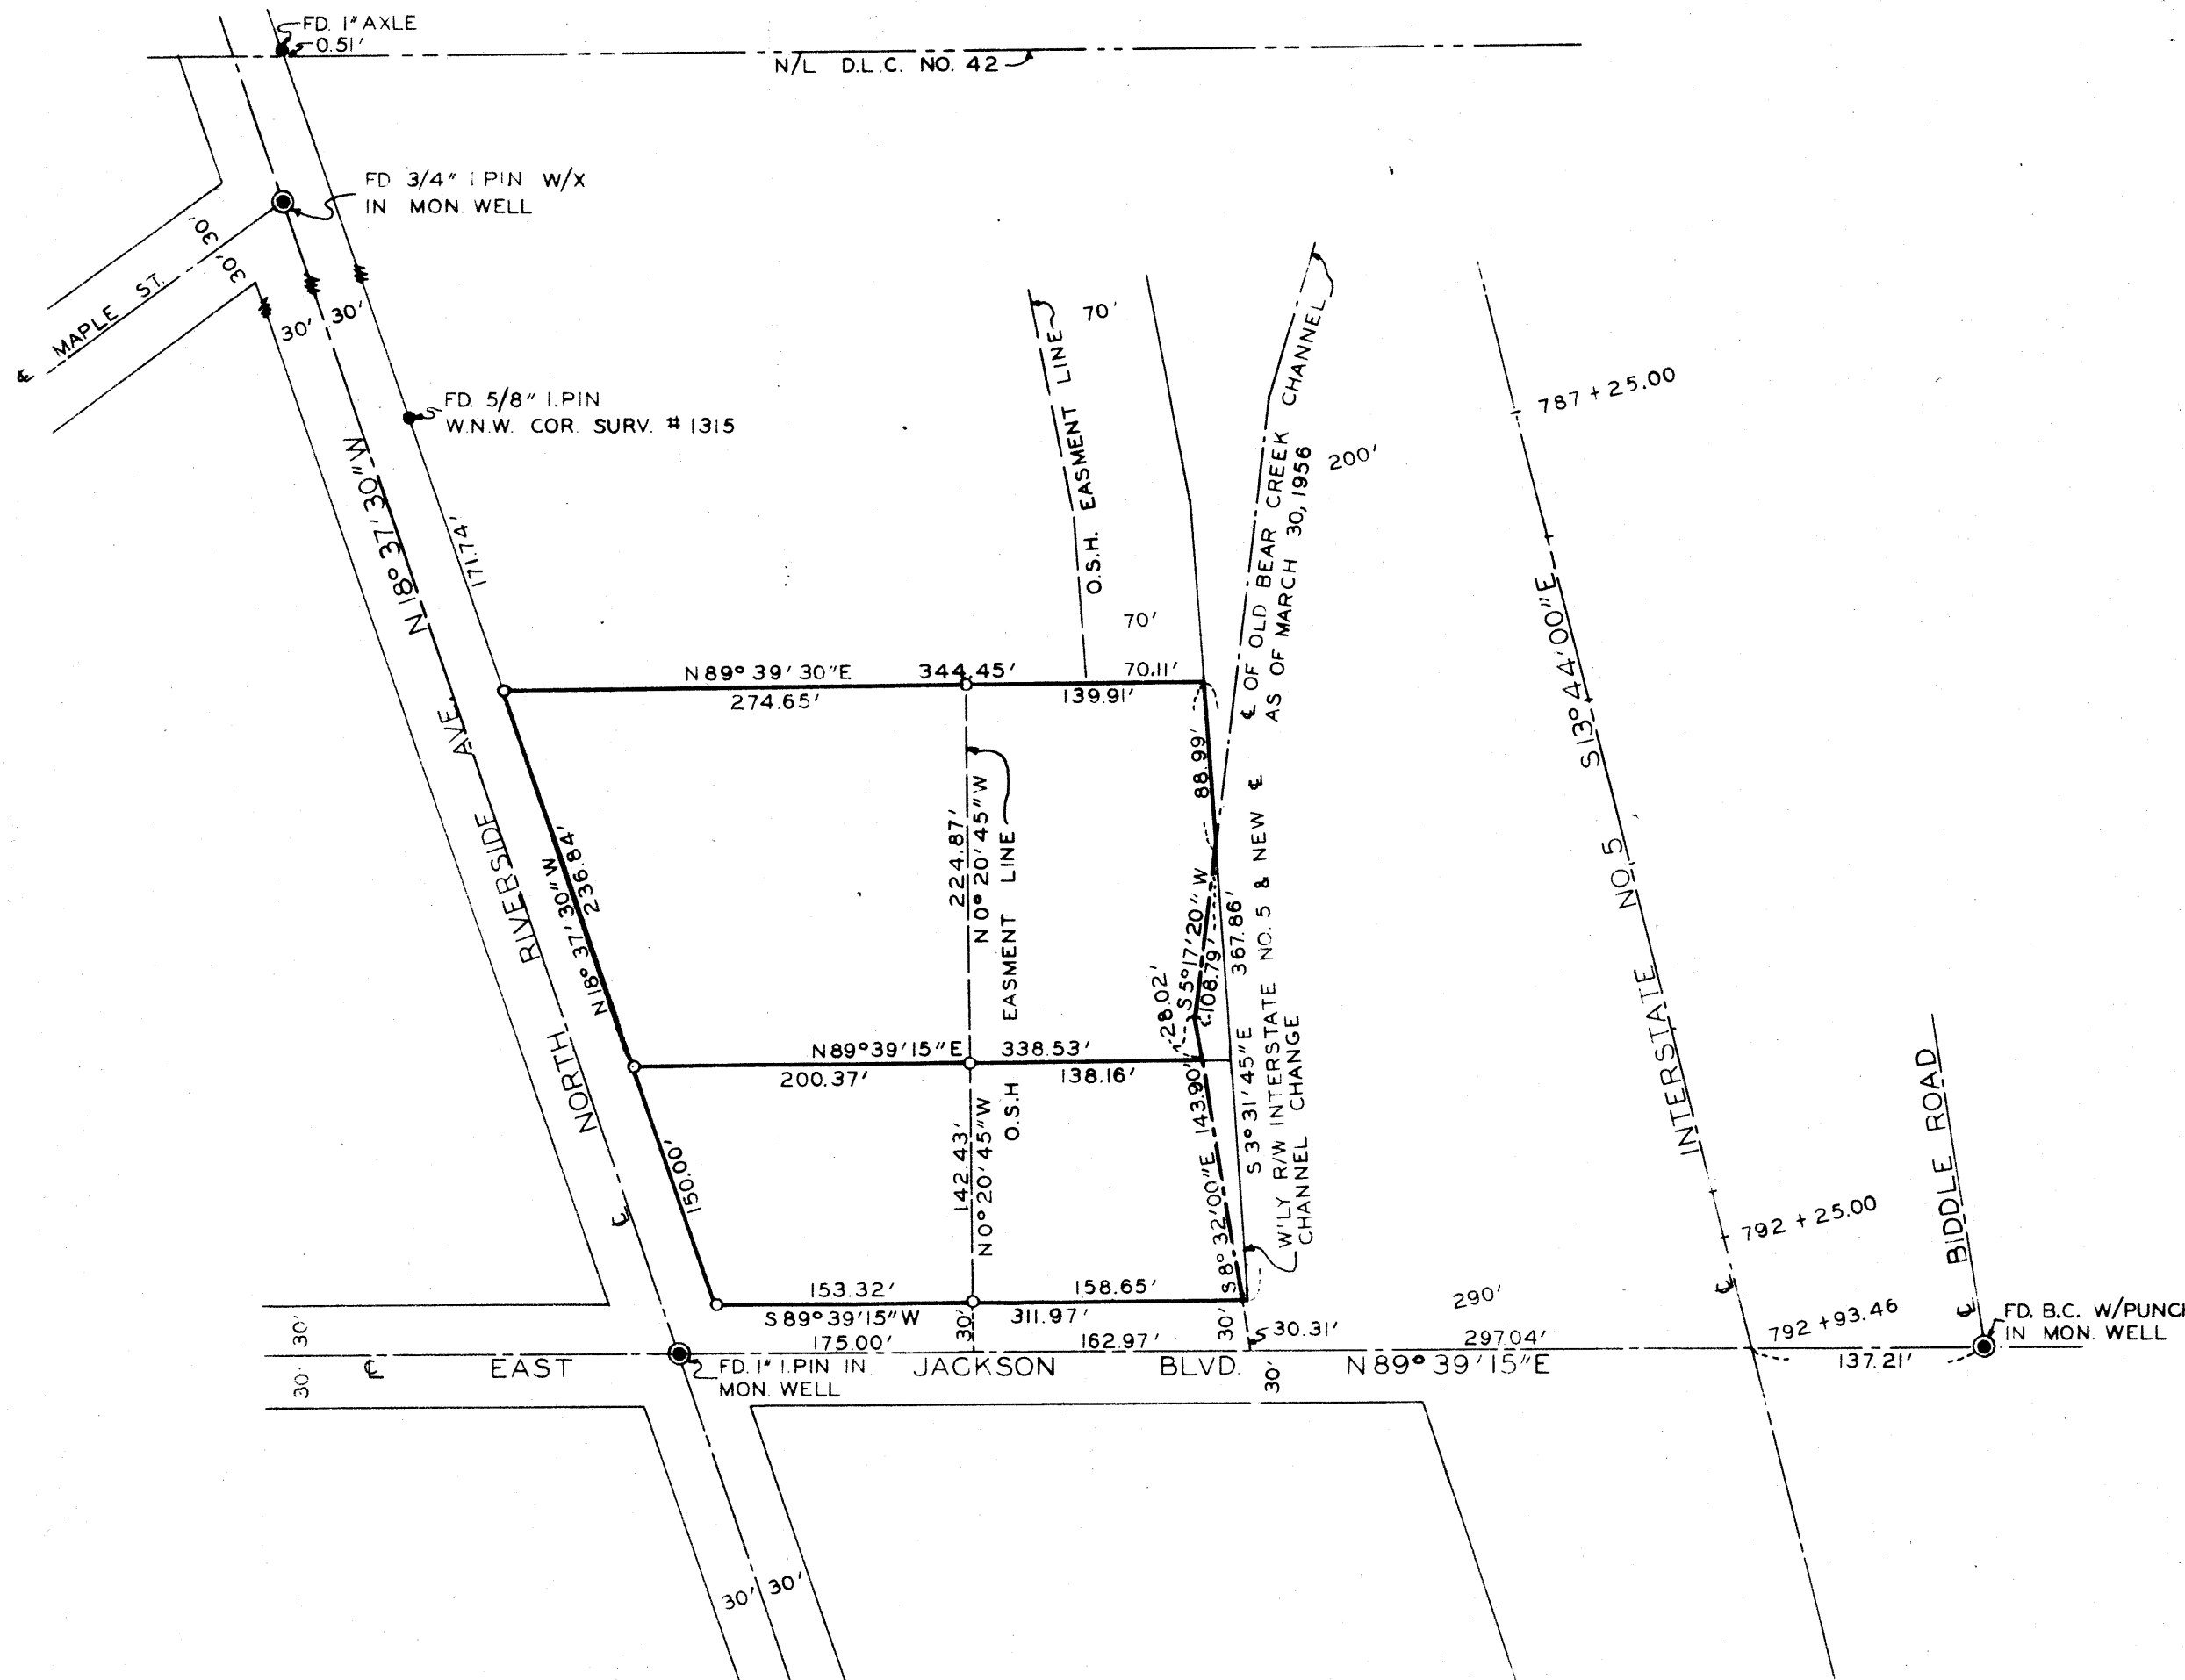 FD. 1" AXLE
0.51'
N/L D.L.C. NO. 42
FD 3/4" I PIN W/X
IN MON. WELL
30'
30'
MAPLE ST.
℄
30' 30'
FD. 5/8" I.PIN
W.N.W. COR. SURV. # 1315
N 18° 37' 30" W
171.74'
70'
O.S.H. EASMENT LINE
70'
℄ OF OLD BEAR CREEK CHANNEL
AS OF MARCH 30, 1956
200'
787 + 25.00
S 13° 44' 00" E
N 89° 39' 30" E 344.45' 70.11'
274.65' 139.91'
88.99'
NORTH RIVERSIDE AVE.
℄
236.84'
N 18° 37' 30" W
224.87'
N 0° 20' 45" W
O.S.H EASMENT LINE
28.02'
S 5° 17' 20" W
108.79'
S 3° 31' 45" E 367.86'
W'LY R/W INTERSTATE NO. 5 & NEW ℄
CHANNEL CHANGE
INTERSTATE NO. 5
N 89° 39' 15" E 338.53'
200.37' 138.16'
150.00'
142.43'
N 0° 20' 45" W
S 8° 32' 00" E 143.90'
792 + 25.00
℄
BIDDLE ROAD
℄
153.32' 158.65'
S 89° 39' 15" W 311.97'
30' 30'
175.00' 162.97'
30.31'
290'
297.04'
792 + 93.46
137.21'
FD. B.C. W/PUNCH
IN MON. WELL
30'
30'
℄ EAST JACKSON BLVD. N 89° 39' 15" E
30'
FD. 1" I.PIN IN
MON. WELL
30' 30'